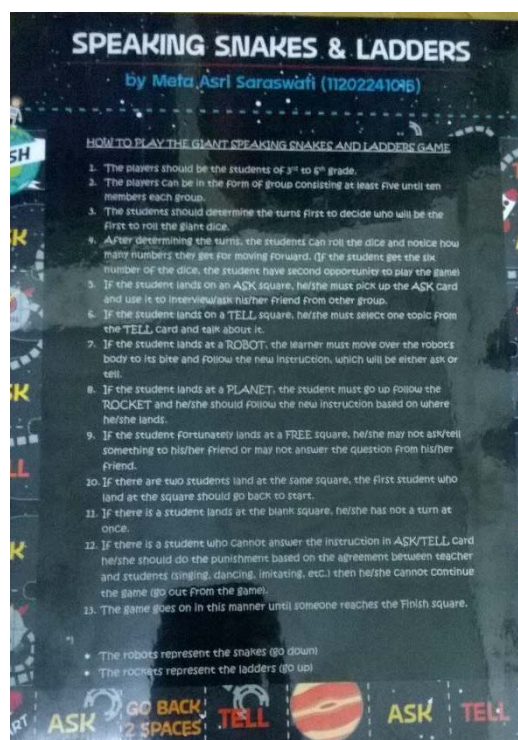 SPEAKING SNAKES & LADDERS
by Meta Asri Saraswati (11202241015)
HOW TO PLAY THE GIANT SPEAKING SNAKES AND LADDERS GAME
1. The players should be the students of 3rd to 6th grade.
2. The players can be in the form of group consisting at least five until ten
members each group.
3. The students should determine the turns first to decide who will be the
first to roll the giant dice.
4. After determining the turns, the students can roll the dice and notice how
many numbers they get for moving forward. (If the student get the six
number of the dice, the student have second opportunity to play the game)
5. If the student lands on an ASK square, he/she must pick up the ASK card
and use it to interview/ask his/her friend from other group.
6. If the student lands on a TELL square, he/she must select one topic from
the TELL card and talk about it.
7. If the student lands at a ROBOT, the learner must move over the robot's
body to its bite and follow the new instruction, which will be either ask or
tell.
8. If the student lands at a PLANET, the student must go up follow the
ROCKET and he/she should follow the new instruction based on where
he/she lands.
9. If the student fortunately lands at a FREE square, he/she may not ask/tell
something to his/her friend or may not answer the question from his/her
friend.
10. If there are two students land at the same square, the first student who
land at the square should go back to start.
11. If there is a student lands at the blank square, he/she has not a turn at
once.
12. If there is a student who cannot answer the instruction in ASK/TELL card
he/she should do the punishment based on the agreement between teacher
and students (singing, dancing, imitating, etc.) then he/she cannot continue
the game (go out from the game).
13. The game goes on in this manner until someone reaches the Finish square.
• The robots represent the snakes (go down)
• The rockets represent the ladders (go up)
SH
K
K
LL
K
ART
ASK
GO BACK
2 SPACES
TELL
ASK
TELL